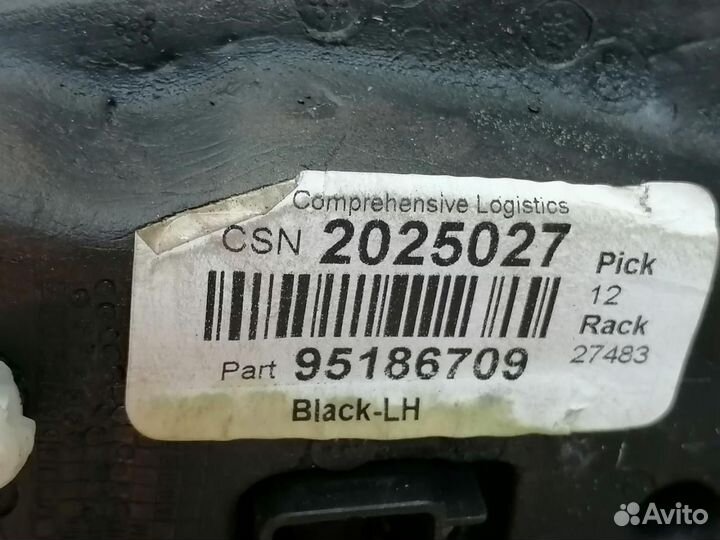 Comprehensive Logistics
CSN 2025027
Pick
12
Rack
27483
Part 95186709
Black-LH
Avito